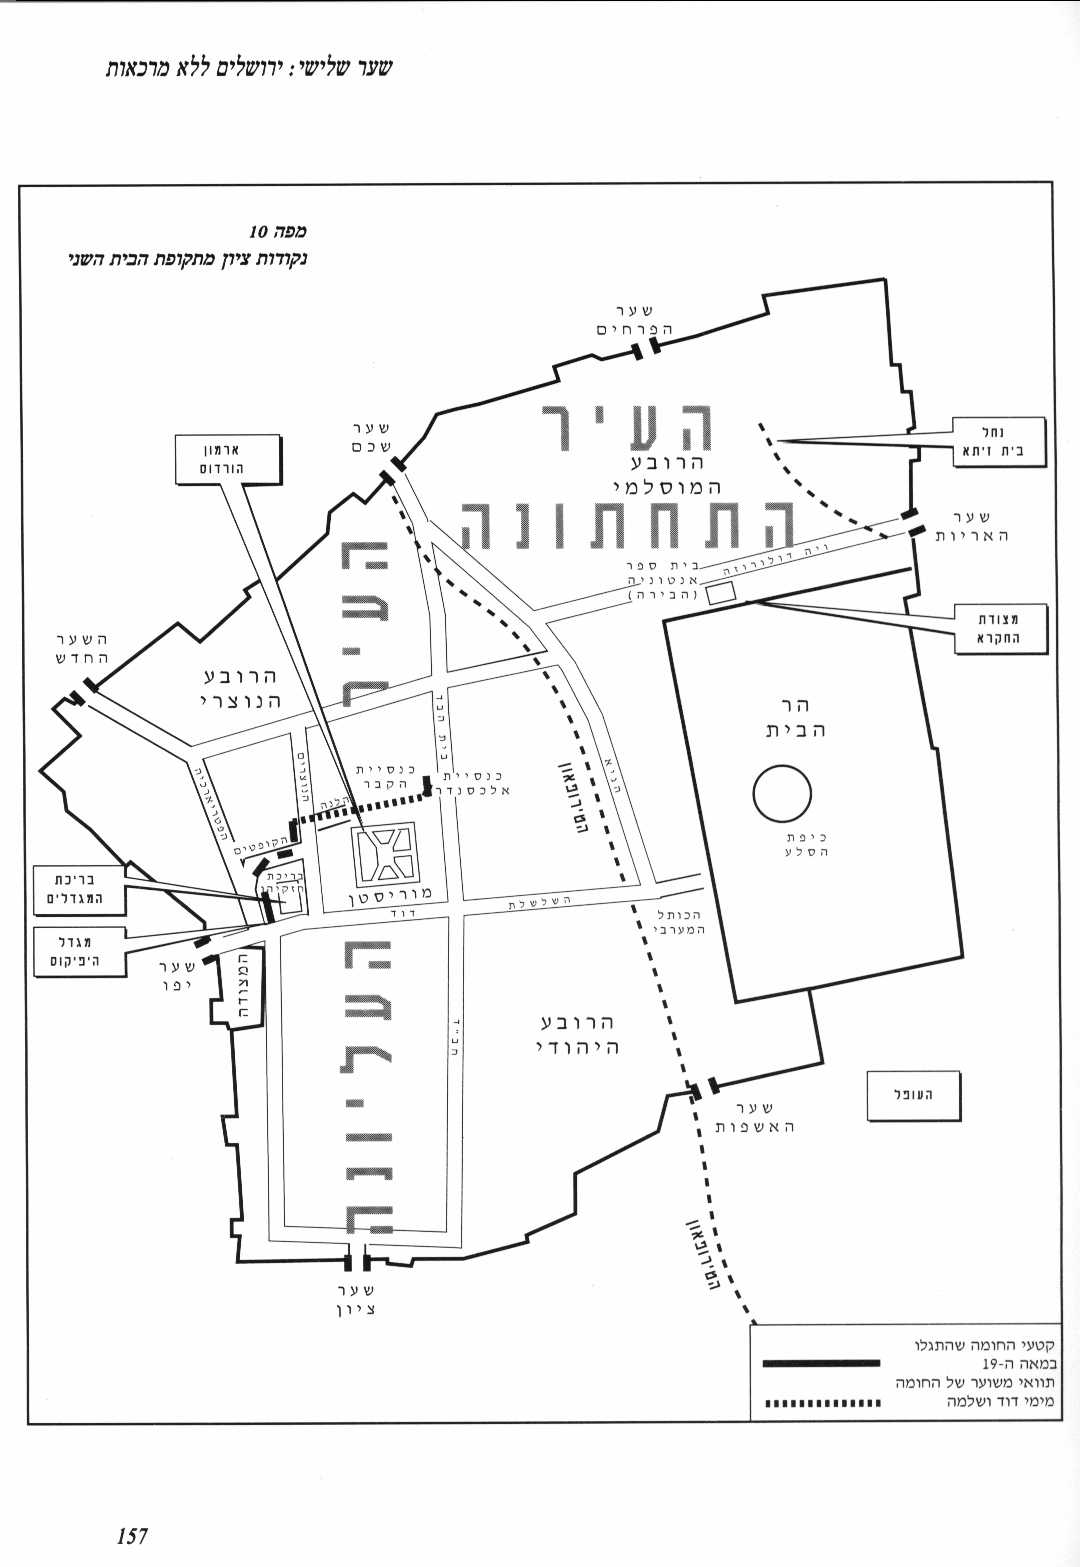 שער שלישי: ירושלים ללא מרכאות
מפה 10
נקודות ציון מתקופת הבית השני
שער
הפרחים
שער
שכם
ארמון
הורדוס
העיר
הרובע
המוסלמי
התחתונה
נחל
בית זיתא
שער
האריות
ויה דולורוזה
בית ספר
אנטוניה
(הבירה)
מצודת
החקרא
השער
החדש
הרובע
הנוצרי
העיר
הר
הבית
כיפת
הסלע
בית הבד
הגיא
הטירופאון
הנוצרים
הפטריארכיה
כנסיית
הקבר
כנסיית
אלכסנדר
הלנה
הקופטים
בריכת
חזקיהו
מוריסטן
בריכת
המגדלים
מגדל
היפיקוס
דוד
השלשלת
הכותל
המערבי
שער
יפו
המצודה
העליונה
חב"ד
הרובע
היהודי
העופל
שער
האשפות
הטירופאון
שער
ציון
קטעי החומה שהתגלו
במאה ה-19
תוואי משוער של החומה
מימי דוד ושלמה
157